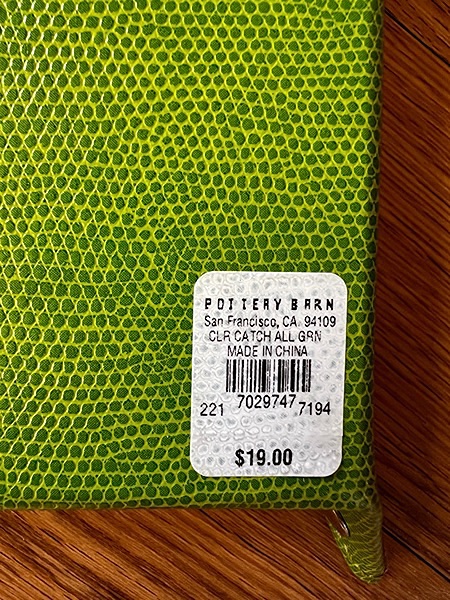 POTTERY BARN
San Francisco, CA 94109
CLR CATCH ALL GRN
MADE IN CHINA
221 7029747 7194
$19.00